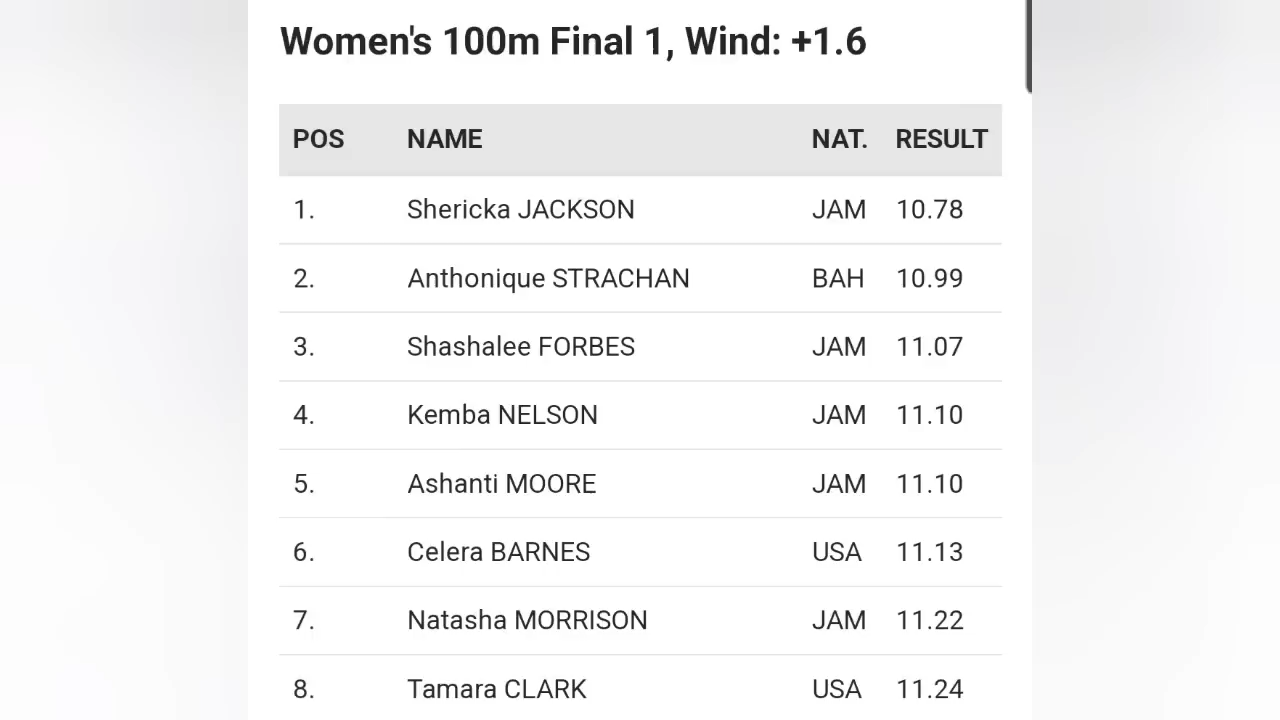 Women's 100m Final 1, Wind: +1.6
POS NAME NAT. RESULT
1. Shericka JACKSON JAM 10.78
2. Anthonique STRACHAN BAH 10.99
3. Shashalee FORBES JAM 11.07
4. Kemba NELSON JAM 11.10
5. Ashanti MOORE JAM 11.10
6. Celera BARNES USA 11.13
7. Natasha MORRISON JAM 11.22
8. Tamara CLARK USA 11.24